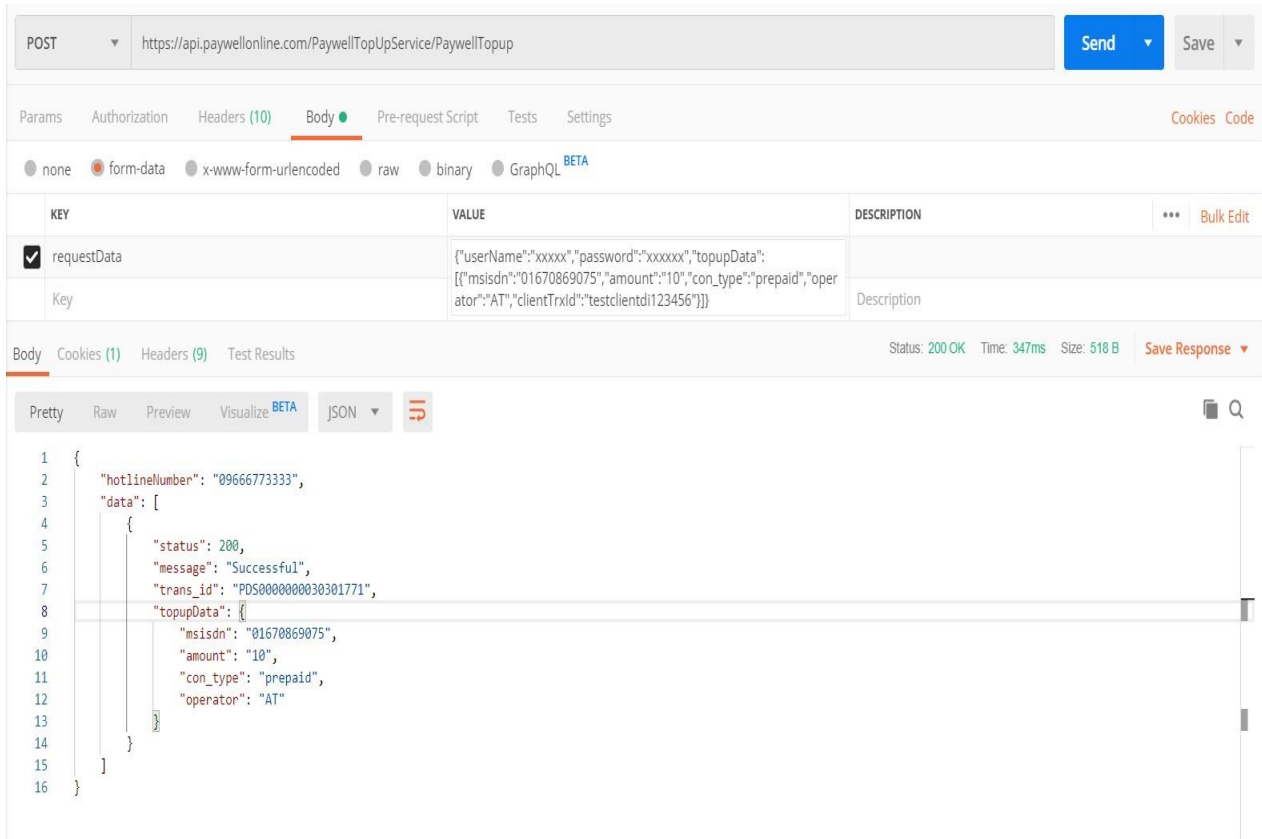 POST https://api.paywellonline.com/PaywellTopUpService/PaywellTopup Send Save
Params Authorization Headers (10) Body Pre-request Script Tests Settings Cookies Code
none form-data x-www-form-urlencoded raw binary GraphQL BETA
KEY VALUE DESCRIPTION ••• Bulk Edit
requestData {"userName":"xxxxx","password":"xxxxxx","topupData":
[{"msisdn":"01670869075","amount":"10","con_type":"prepaid","oper
ator":"AT","clientTrxId":"testclientdi123456"}]}
Key Description
Body Cookies (1) Headers (9) Test Results Status: 200 OK Time: 347ms Size: 518 B Save Response
Pretty Raw Preview Visualize BETA JSON
1 {
2 "hotlineNumber": "09666773333",
3 "data": [
4 {
5 "status": 200,
6 "message": "Successful",
7 "trans_id": "PDS0000000030301771",
8 "topupData": {
9 "msisdn": "01670869075",
10 "amount": "10",
11 "con_type": "prepaid",
12 "operator": "AT"
13 }
14 }
15 ]
16 }